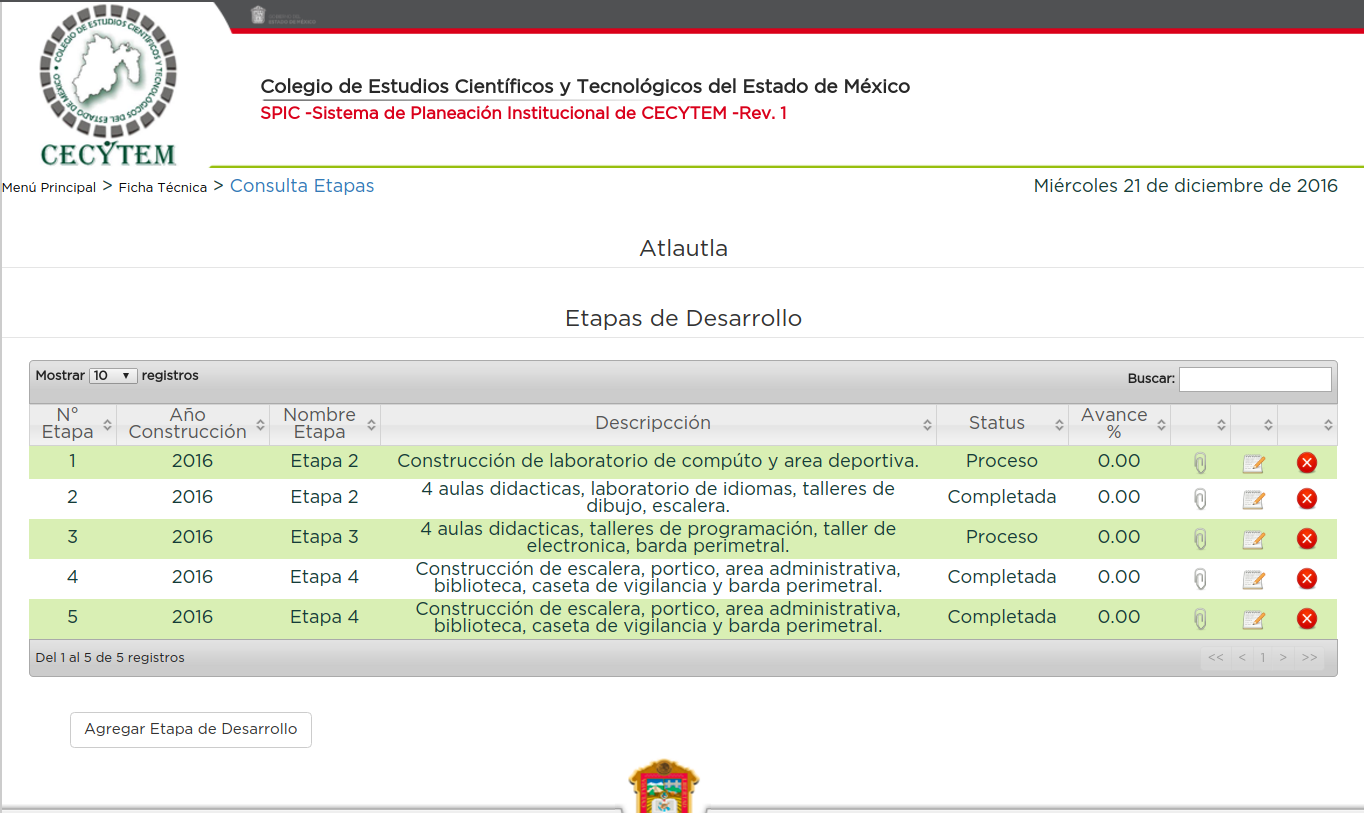 GOBIERNO DEL
ESTADO DE MÉXICO
COLEGIO DE ESTUDIOS CIENTÍFICOS Y TECNOLÓGICOS DEL ESTADO DE MÉXICO
CECYTEM
Colegio de Estudios Científicos y Tecnológicos del Estado de México
SPIC -Sistema de Planeación Institucional de CECYTEM -Rev. 1
Menú Principal > Ficha Técnica > Consulta Etapas
Miércoles 21 de diciembre de 2016
Atlautla
Etapas de Desarrollo
Mostrar 10 registros
Buscar:
N° Etapa Año Construcción Nombre Etapa Descripcción Status Avance %
1 2016 Etapa 2 Construcción de laboratorio de compúto y area deportiva. Proceso 0.00
2 2016 Etapa 2 4 aulas didacticas, laboratorio de idiomas, talleres de
dibujo, escalera. Completada 0.00
3 2016 Etapa 3 4 aulas didacticas, talleres de programación, taller de
electronica, barda perimetral. Proceso 0.00
4 2016 Etapa 4 Construcción de escalera, portico, area administrativa,
biblioteca, caseta de vigilancia y barda perimetral. Completada 0.00
5 2016 Etapa 4 Construcción de escalera, portico, area administrativa,
biblioteca, caseta de vigilancia y barda perimetral. Completada 0.00
Del 1 al 5 de 5 registros
<< < 1 > >>
Agregar Etapa de Desarrollo